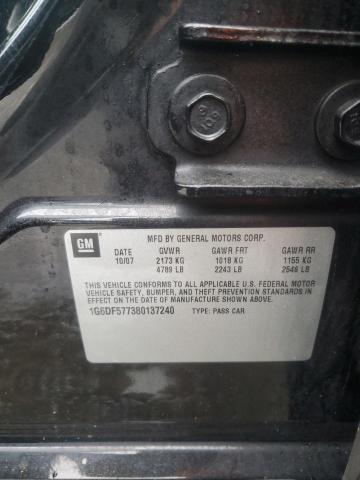 GM
MFD BY GENERAL MOTORS CORP.
DATE GVWR GAWR FRT GAWR RR
10/07 2173 KG 1018 KG 1155 KG
4789 LB 2243 LB 2546 LB
THIS VEHICLE CONFORMS TO ALL APPLICABLE U.S. FEDERAL MOTOR
VEHICLE SAFETY, BUMPER, AND THEFT PREVENTION STANDARDS IN
EFFECT ON THE DATE OF MANUFACTURE SHOWN ABOVE.
1G6DF577380137240 TYPE: PASS CAR